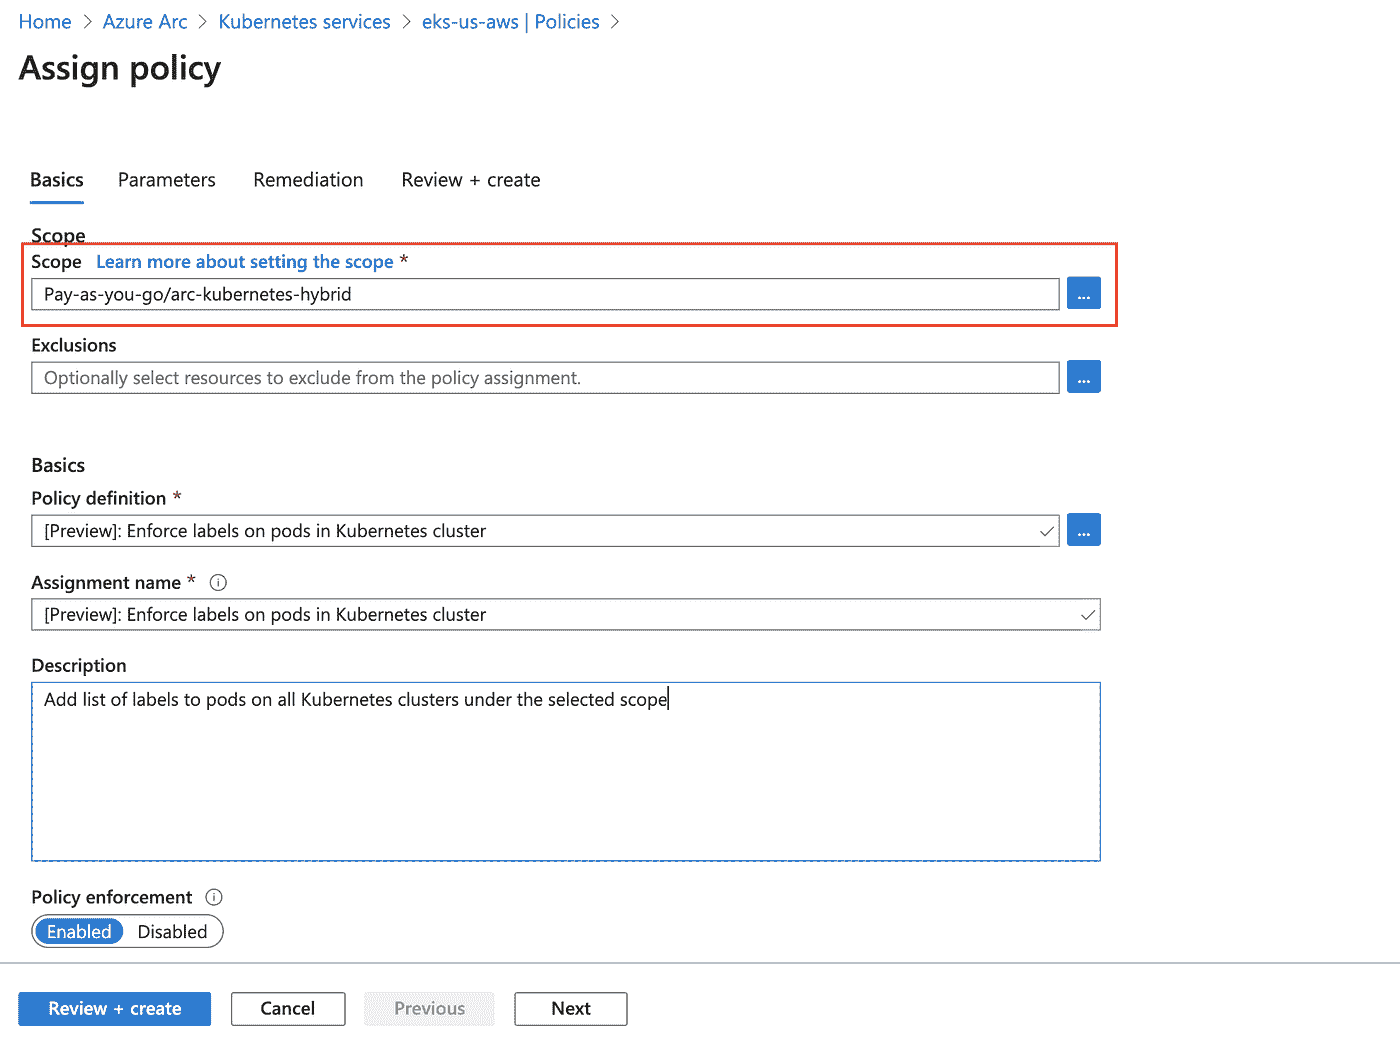 Home > Azure Arc > Kubernetes services > eks-us-aws | Policies >
Assign policy
Basics Parameters Remediation Review + create
Scope
Scope Learn more about setting the scope *
Pay-as-you-go/arc-kubernetes-hybrid ...
Exclusions
Optionally select resources to exclude from the policy assignment. ...
Basics
Policy definition *
[Preview]: Enforce labels on pods in Kubernetes cluster ...
Assignment name *
[Preview]: Enforce labels on pods in Kubernetes cluster
Description
Add list of labels to pods on all Kubernetes clusters under the selected scope
Policy enforcement
Enabled Disabled
Review + create Cancel Previous Next